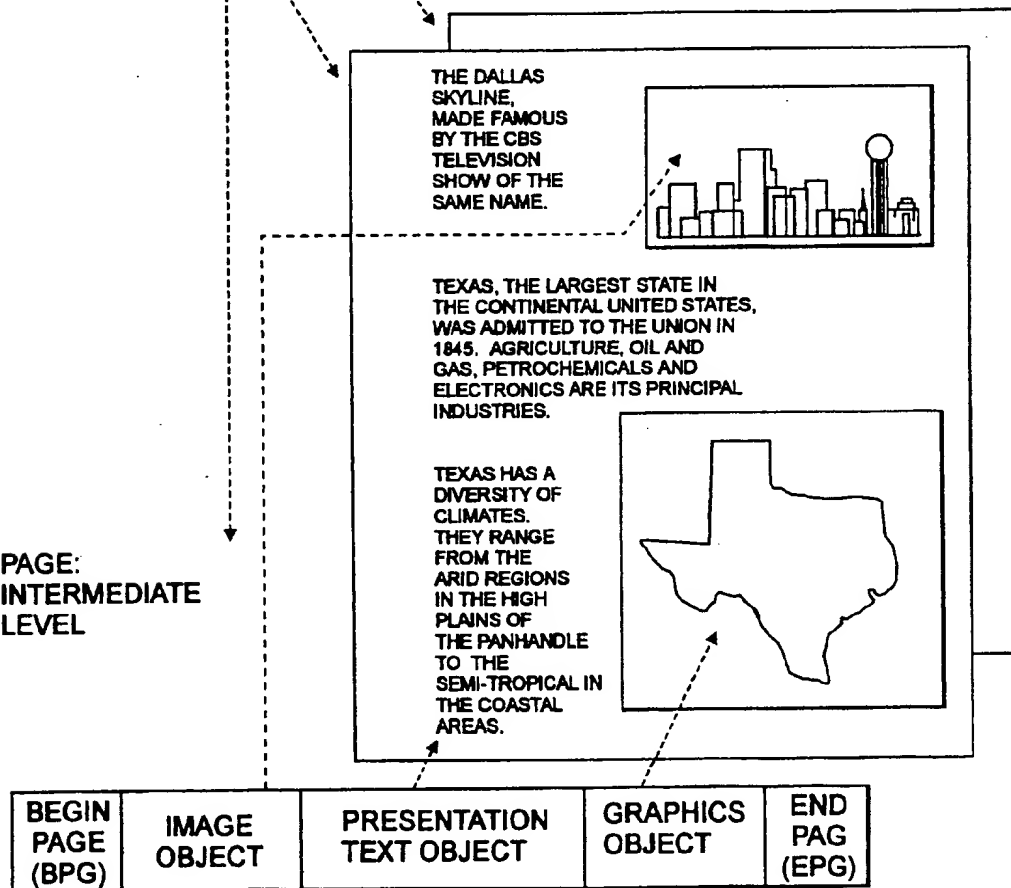 THE DALLAS
SKYLINE,
MADE FAMOUS
BY THE CBS
TELEVISION
SHOW OF THE
SAME NAME.
TEXAS, THE LARGEST STATE IN
THE CONTINENTAL UNITED STATES,
WAS ADMITTED TO THE UNION IN
1845. AGRICULTURE, OIL AND
GAS, PETROCHEMICALS AND
ELECTRONICS ARE ITS PRINCIPAL
INDUSTRIES.
TEXAS HAS A
DIVERSITY OF
CLIMATES.
THEY RANGE
FROM THE
ARID REGIONS
IN THE HIGH
PLAINS OF
THE PANHANDLE
TO THE
SEMI-TROPICAL IN
THE COASTAL
AREAS.
PAGE:
INTERMEDIATE
LEVEL
BEGIN
PAGE
(BPG)
IMAGE
OBJECT
PRESENTATION
TEXT OBJECT
GRAPHICS
OBJECT
END
PAG
(EPG)